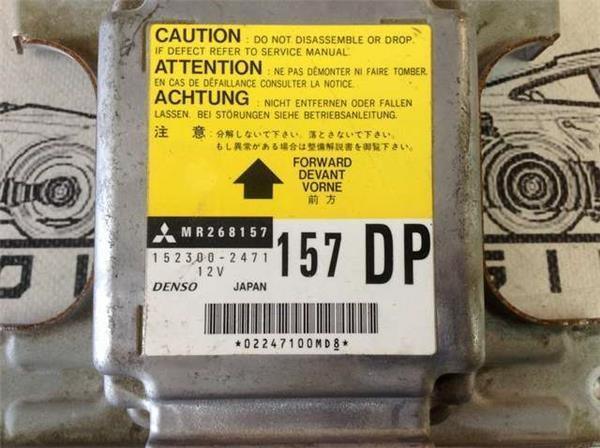 CAUTION : DO NOT DISASSEMBLE OR DROP.
IF DEFECT REFER TO SERVICE MANUAL.
ATTENTION : NE PAS DÉMONTER NI FAIRE TOMBER.
EN CAS DE DÉFAILLANCE CONSULTER LA NOTICE.
ACHTUNG : NICHT ENTFERNEN ODER FALLEN
LASSEN. BEI STÖRUNGEN SIEHE BETRIEBSANLEITUNG.
注 意 : 分解しないで下さい。落とさないで下さい。
もし異常がある場合は整備解説書を御覧下さい。
FORWARD
DEVANT
VORNE
前 方
MR268157
152300-2471
12V
157 DP
DENSO JAPAN
*02247100MD8*